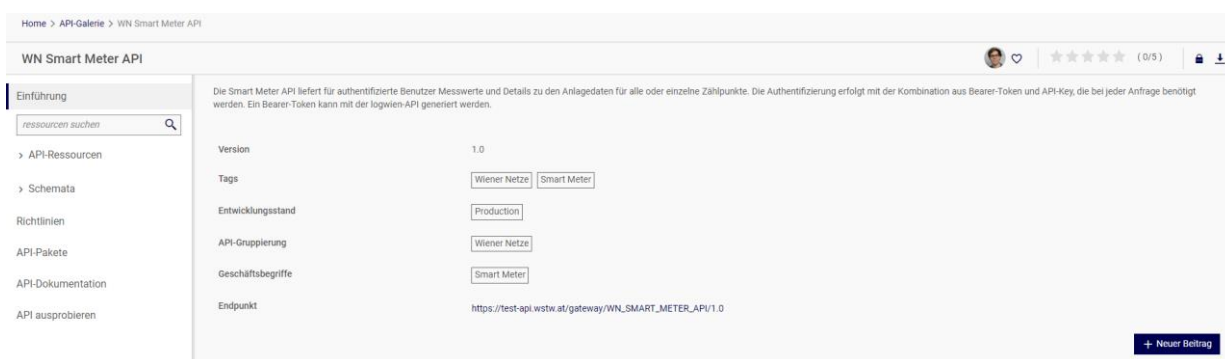 Home > API-Galerie > WN Smart Meter API
WN Smart Meter API
(0/5)
Einführung
ressourcen suchen
> API-Ressourcen
> Schemata
Richtlinien
API-Pakete
API-Dokumentation
API ausprobieren
Die Smart Meter API liefert für authentifizierte Benutzer Messwerte und Details zu den Anlagedaten für alle oder einzelne Zählpunkte. Die Authentifizierung erfolgt mit der Kombination aus Bearer-Token und API-Key, die bei jeder Anfrage benötigt
werden. Ein Bearer-Token kann mit der logwien-API generiert werden.
Version 1.0
Tags Wiener Netze Smart Meter
Entwicklungsstand Production
API-Gruppierung Wiener Netze
Geschäftsbegriffe Smart Meter
Endpunkt https://test-api.wstw.at/gateway/WN_SMART_METER_API/1.0
+ Neuer Beitrag